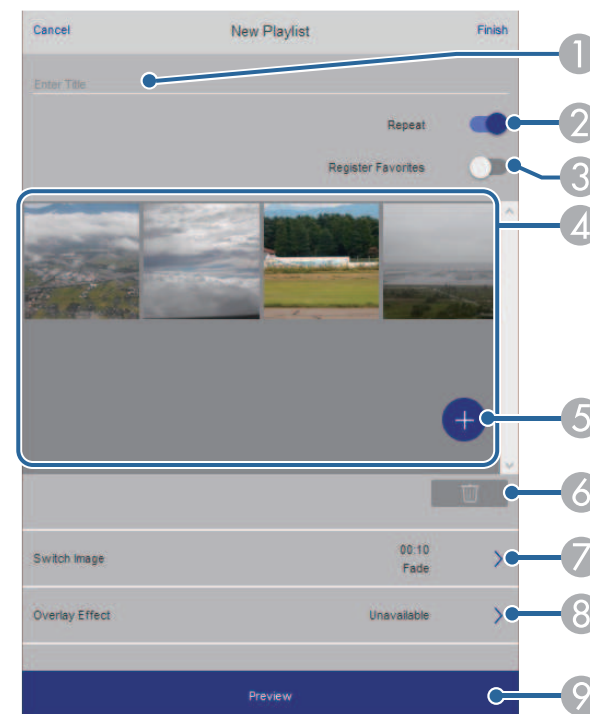 Cancel New Playlist Finish
1
Enter Title
Repeat 2
Register Favorites 3
4
+ 5
6
Switch Image 00:10 7
Fade
Overlay Effect Unavailable 8
Preview 9